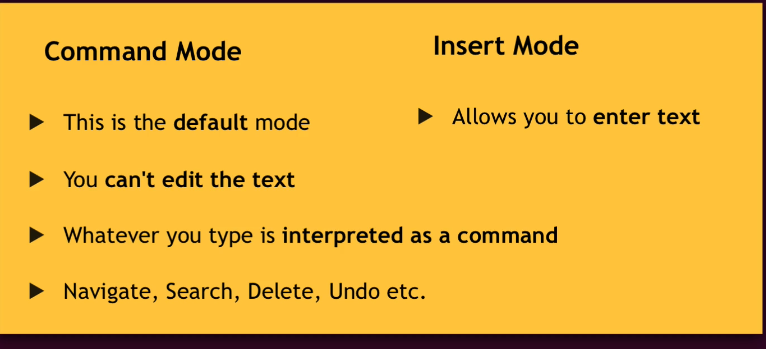 Command Mode
This is the default mode
You can't edit the text
Whatever you type is interpreted as a command
Navigate, Search, Delete, Undo etc.
Insert Mode
Allows you to enter text